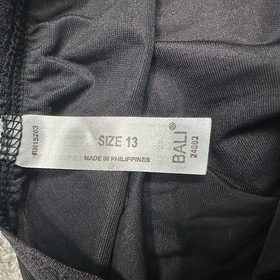 RN15263
SIZE 13
MADE IN PHILIPPINES
BALI®
24802